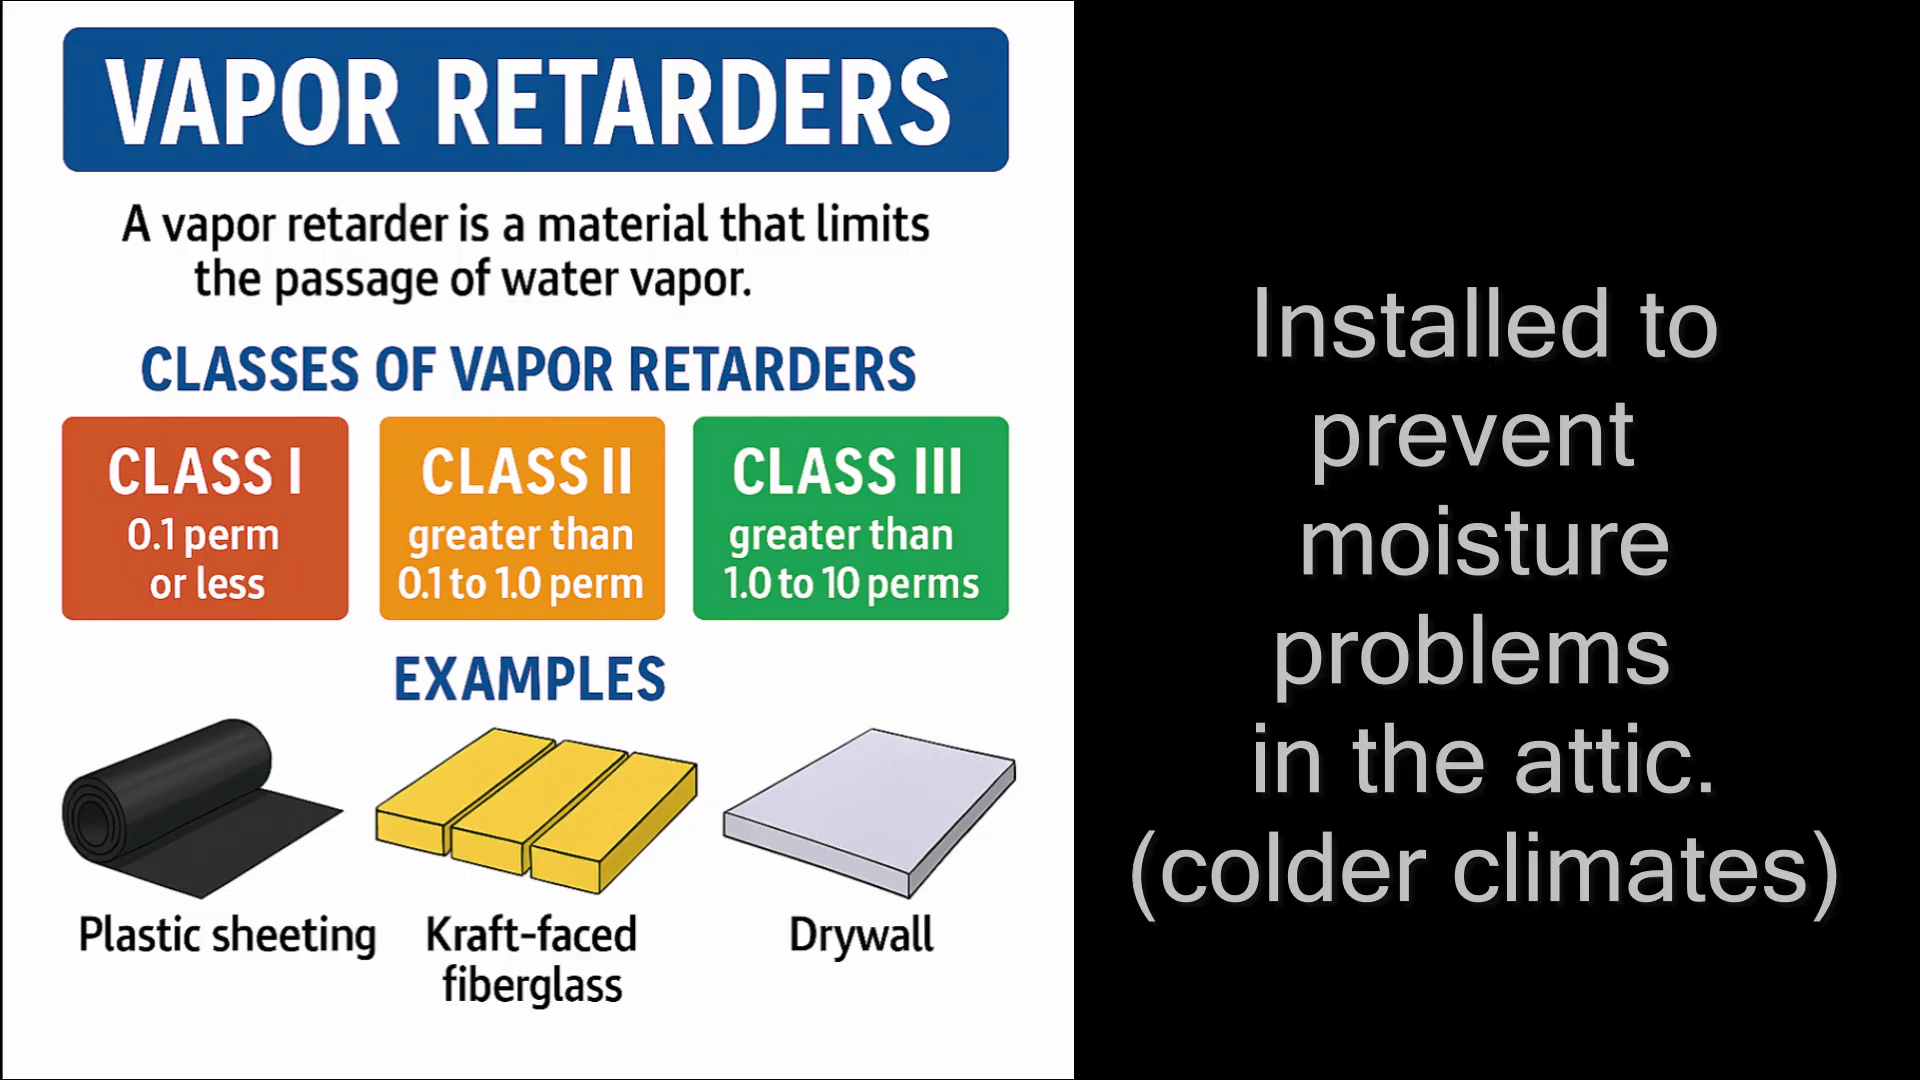 VAPOR RETARDERS
A vapor retarder is a material that limits
the passage of water vapor.
CLASSES OF VAPOR RETARDERS
CLASS I
0.1 perm
or less
CLASS II
greater than
0.1 to 1.0 perm
CLASS III
greater than
1.0 to 10 perms
EXAMPLES
Plastic sheeting
Kraft-faced
fiberglass
Drywall
Installed to
prevent
moisture
problems
in the attic.
(colder climates)